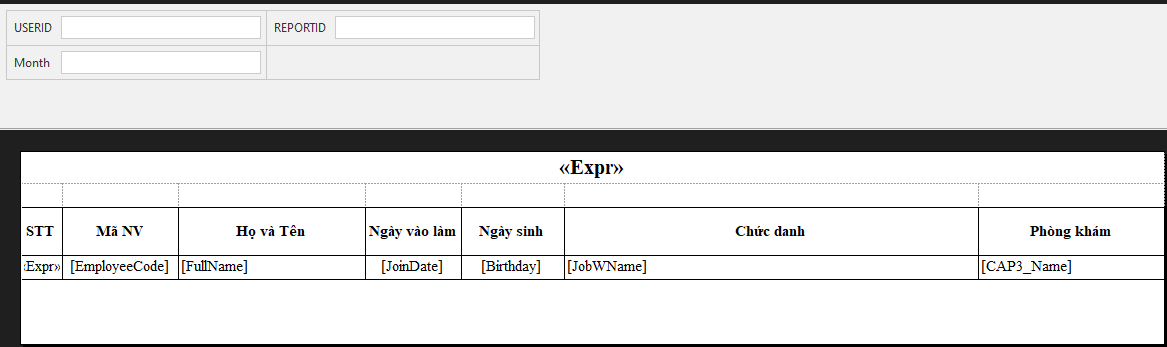 USERID REPORTID
Month
«Expr»
STT Mã NV Họ và Tên Ngày vào làm Ngày sinh Chức danh Phòng khám
«Expr» [EmployeeCode] [FullName] [JoinDate] [Birthday] [JobWName] [CAP3_Name]